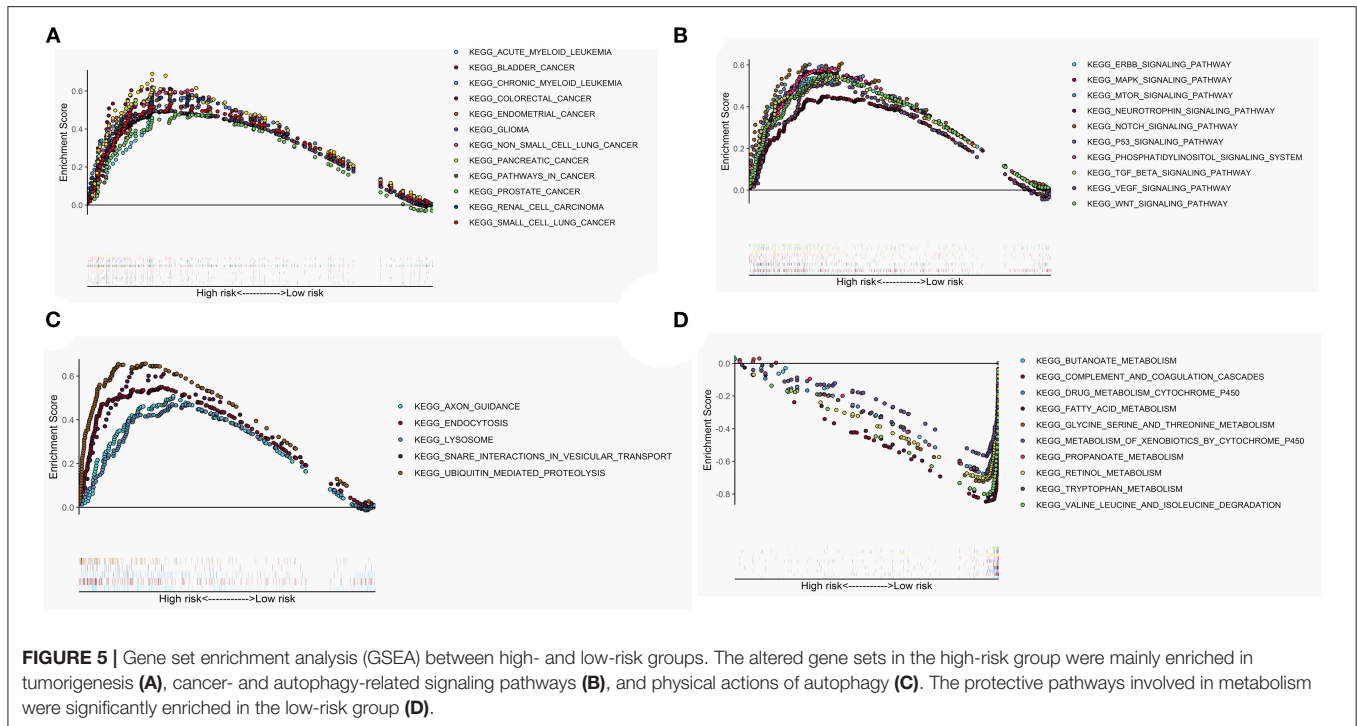 A
KEGG_ACUTE_MYELOID_LEUKEMIA
KEGG_BLADDER_CANCER
KEGG_CHRONIC_MYELOID_LEUKEMIA
KEGG_COLORECTAL_CANCER
KEGG_ENDOMETRIAL_CANCER
KEGG_GLIOMA
KEGG_NON_SMALL_CELL_LUNG_CANCER
KEGG_PANCREATIC_CANCER
KEGG_PATHWAYS_IN_CANCER
KEGG_PROSTATE_CANCER
KEGG_RENAL_CELL_CARCINOMA
KEGG_SMALL_CELL_LUNG_CANCER
Enrichment Score
0.6
0.4
0.2
0.0
High risk<----------->Low risk
B
KEGG_ERBB_SIGNALING_PATHWAY
KEGG_MAPK_SIGNALING_PATHWAY
KEGG_MTOR_SIGNALING_PATHWAY
KEGG_NEUROTROPHIN_SIGNALING_PATHWAY
KEGG_NOTCH_SIGNALING_PATHWAY
KEGG_P53_SIGNALING_PATHWAY
KEGG_PHOSPHATIDYLINOSITOL_SIGNALING_SYSTEM
KEGG_TGF_BETA_SIGNALING_PATHWAY
KEGG_VEGF_SIGNALING_PATHWAY
KEGG_WNT_SIGNALING_PATHWAY
Enrichment Score
0.6
0.4
0.2
0.0
High risk<----------->Low risk
C
KEGG_AXON_GUIDANCE
KEGG_ENDOCYTOSIS
KEGG_LYSOSOME
KEGG_SNARE_INTERACTIONS_IN_VESICULAR_TRANSPORT
KEGG_UBIQUITIN_MEDIATED_PROTEOLYSIS
Enrichment Score
0.6
0.4
0.2
0.0
High risk<----------->Low risk
D
KEGG_BUTANOATE_METABOLISM
KEGG_COMPLEMENT_AND_COAGULATION_CASCADES
KEGG_DRUG_METABOLISM_CYTOCHROME_P450
KEGG_FATTY_ACID_METABOLISM
KEGG_GLYCINE_SERINE_AND_THREONINE_METABOLISM
KEGG_METABOLISM_OF_XENOBIOTICS_BY_CYTOCHROME_P450
KEGG_PROPANOATE_METABOLISM
KEGG_RETINOL_METABOLISM
KEGG_TRYPTOPHAN_METABOLISM
KEGG_VALINE_LEUCINE_AND_ISOLEUCINE_DEGRADATION
Enrichment Score
0.0
-0.2
-0.4
-0.6
-0.8
High risk<----------->Low risk
FIGURE 5 | Gene set enrichment analysis (GSEA) between high- and low-risk groups. The altered gene sets in the high-risk group were mainly enriched in
tumorigenesis (A), cancer- and autophagy-related signaling pathways (B), and physical actions of autophagy (C). The protective pathways involved in metabolism
were significantly enriched in the low-risk group (D).